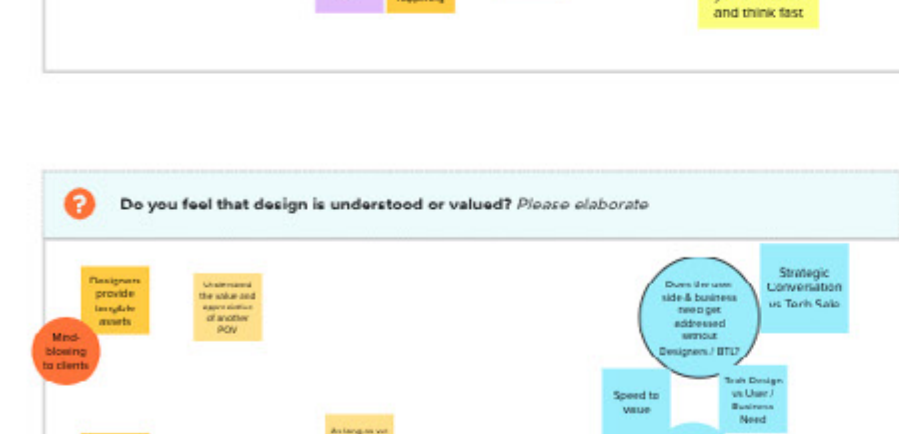 and think fast
Do you feel that design is understood or valued? Please elaborate
Designers
provide
tangible
assets
Mind-
blowing
to clients
Understand
the value and
appreciation
of another
POV
Does the user
side & business
need get
addressed
without
Designers / BTL?
Strategic
Conversation
vs Tech Sale
Speed to
value
Tech Design
vs User /
Business
Need